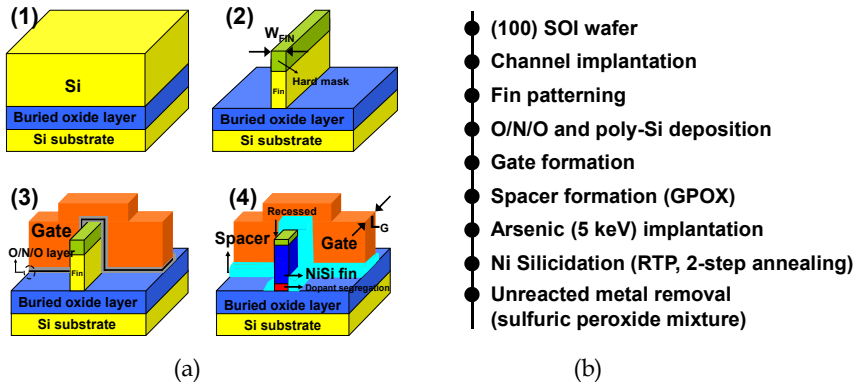 (1)
Si
Buried oxide layer
Si substrate
(2)
WFIN
Hard mask
Fin
Buried oxide layer
Si substrate
(3)
Gate
O/N/O layer
Fin
Buried oxide layer
Si substrate
(4)
Recessed
LG
Spacer
Gate
NiSi fin
Dopant segregation
Buried oxide layer
Si substrate
(a)
(100) SOI wafer
Channel implantation
Fin patterning
O/N/O and poly-Si deposition
Gate formation
Spacer formation (GPOX)
Arsenic (5 keV) implantation
Ni Silicidation (RTP, 2-step annealing)
Unreacted metal removal
(sulfuric peroxide mixture)
(b)